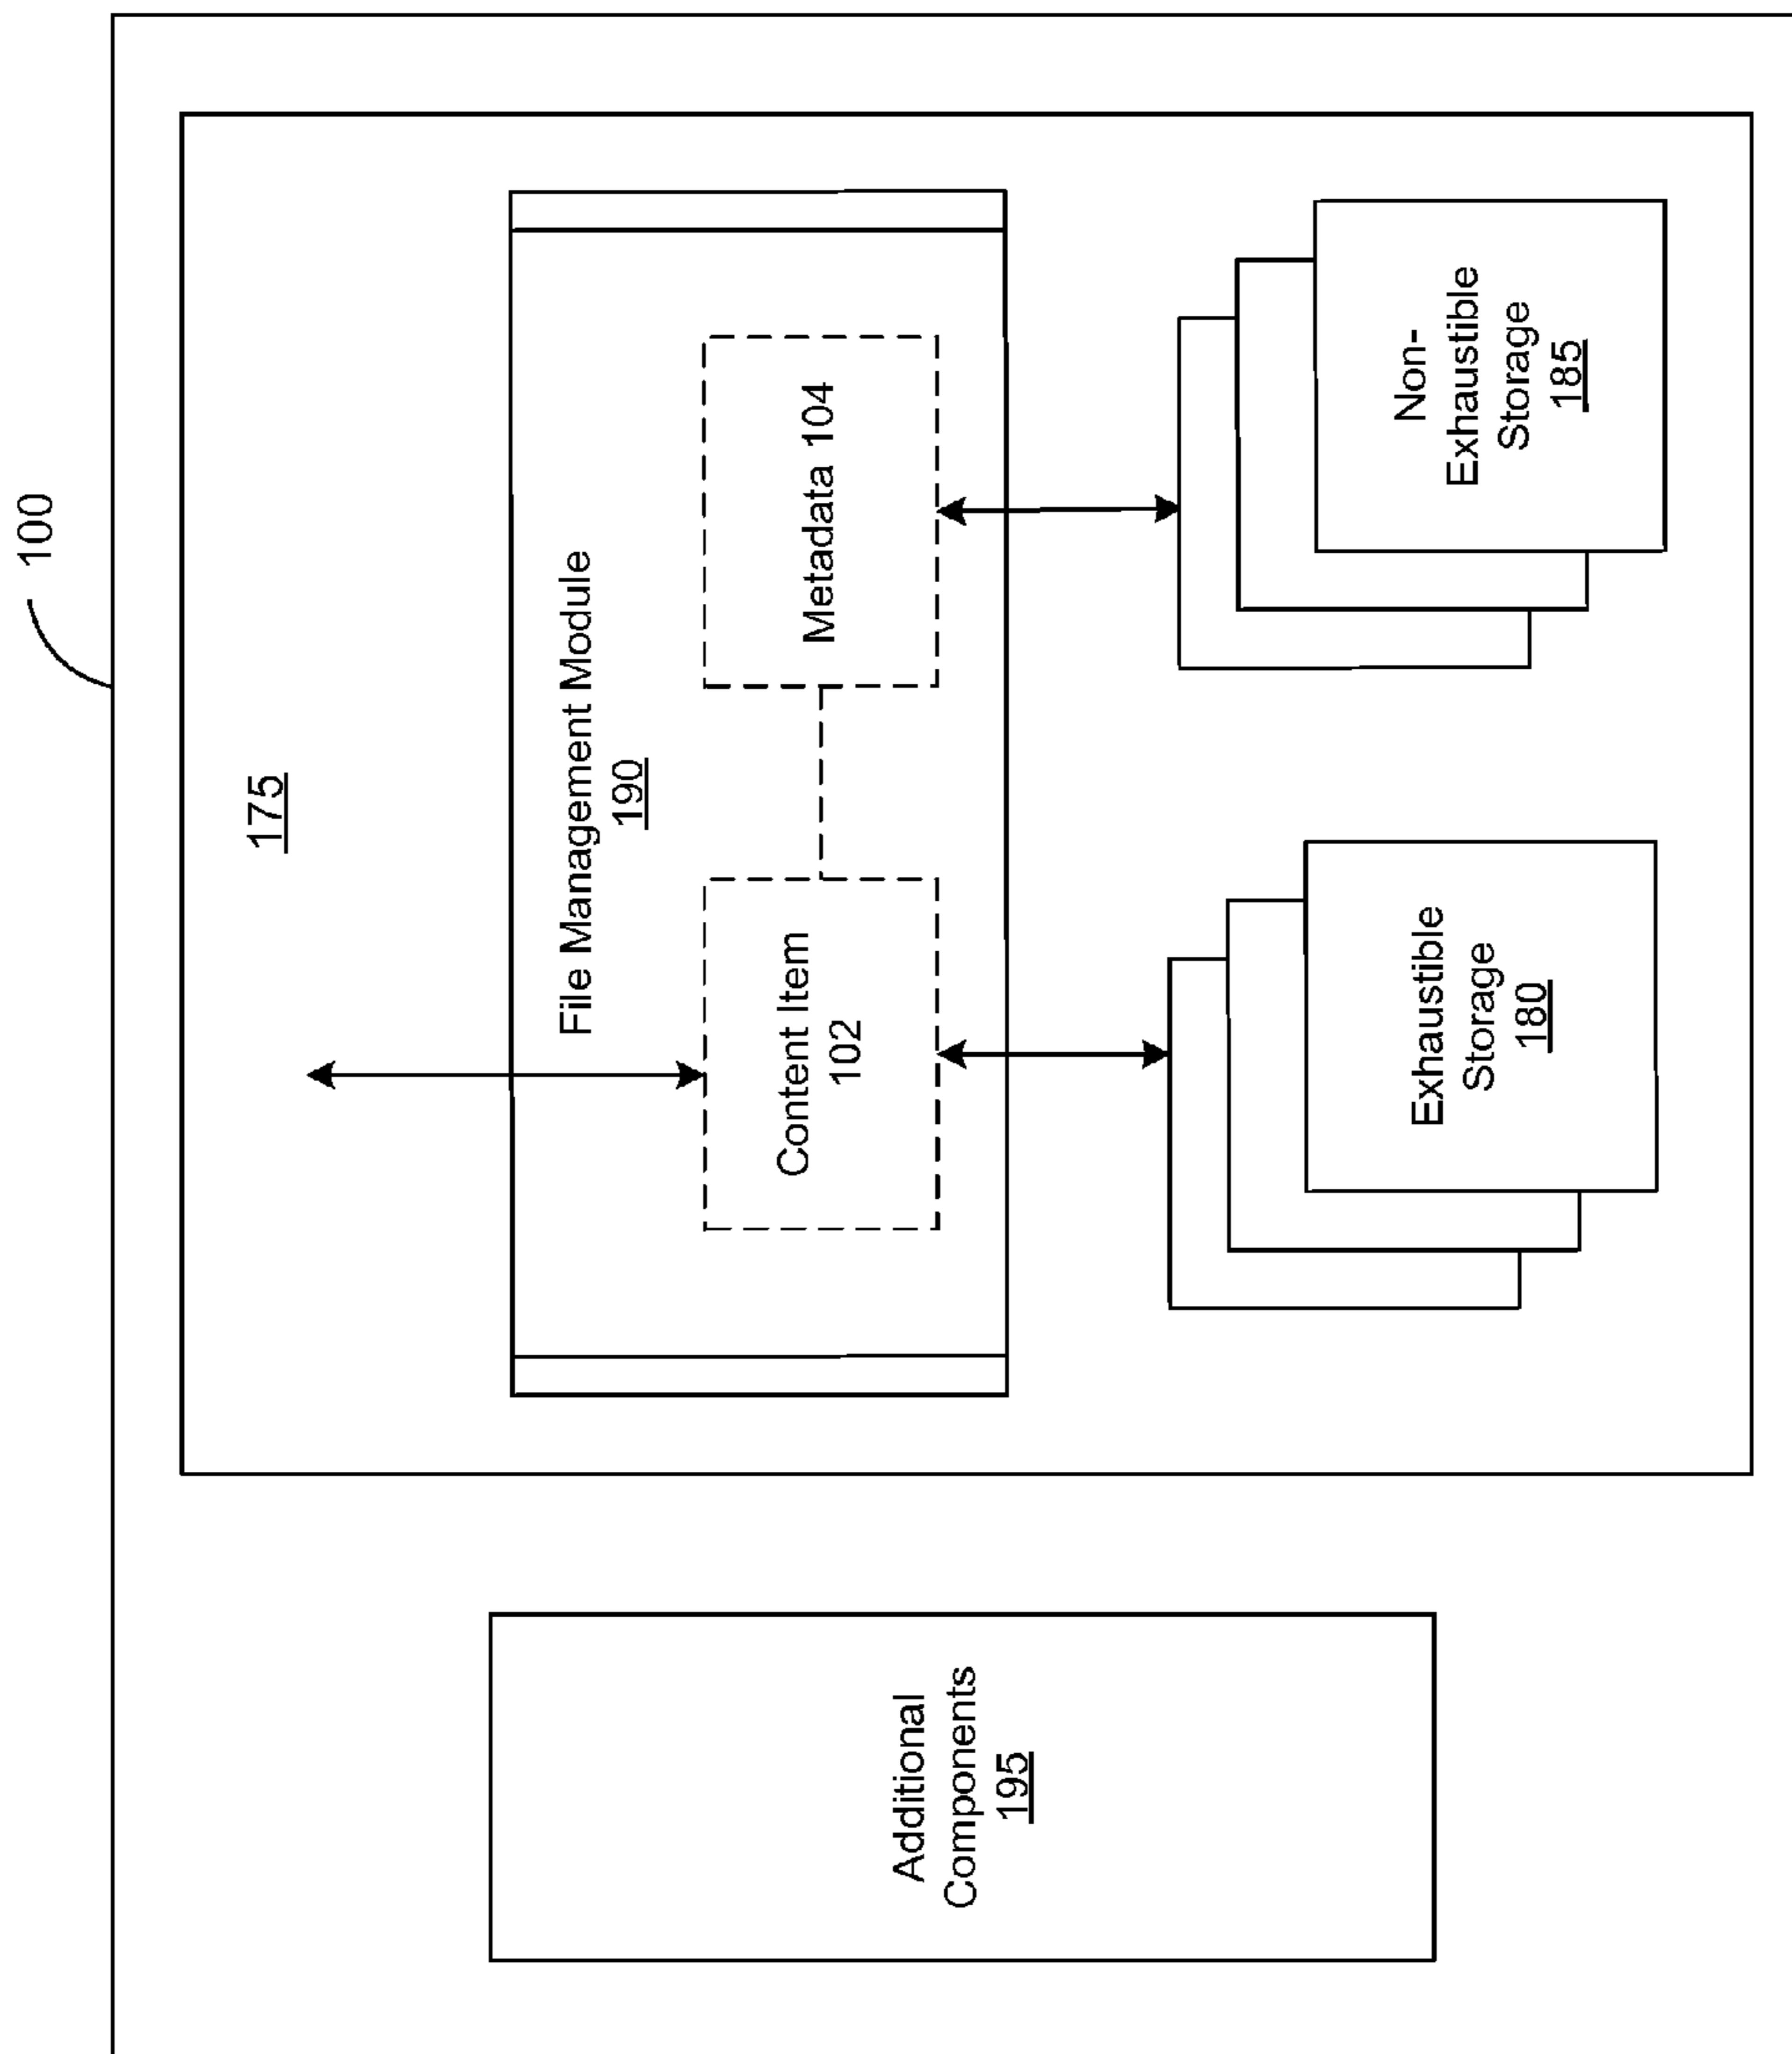 100
175
File Management Module
190
Content Item
102
Metadata 104
Additional
Components
195
Exhaustible
Storage
180
Non-
Exhaustible
Storage
185